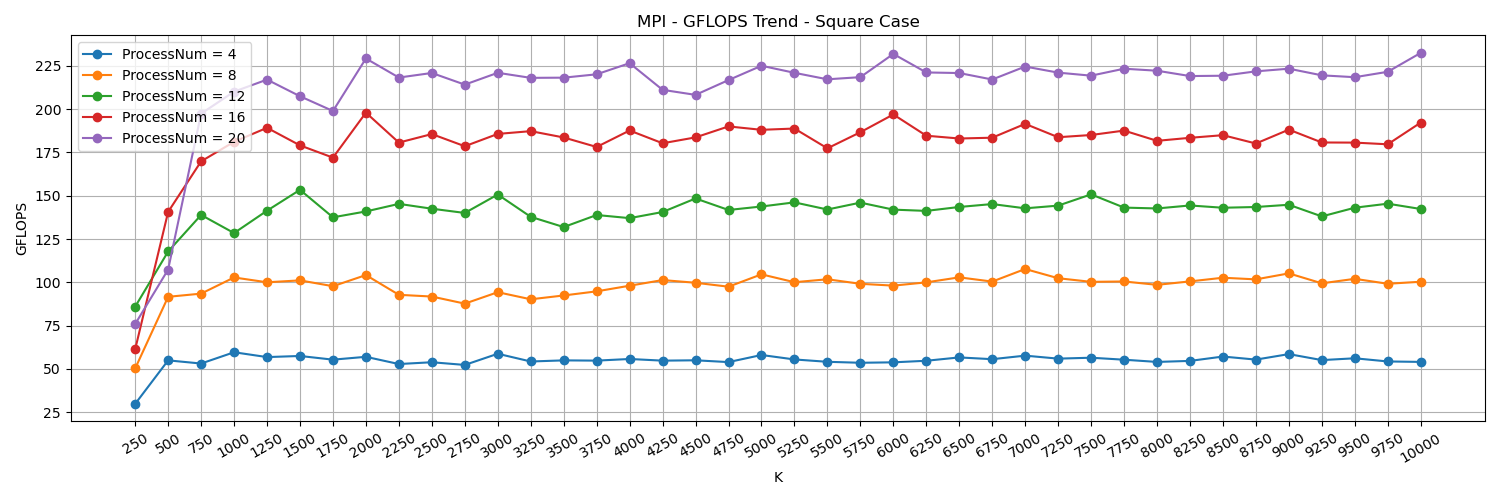 MPI - GFLOPS Trend - Square Case
ProcessNum = 4
ProcessNum = 8
ProcessNum = 12
ProcessNum = 16
ProcessNum = 20
GFLOPS
225
200
175
150
125
100
75
50
25
250 500 750 1000 1250 1500 1750 2000 2250 2500 2750 3000 3250 3500 3750 4000 4250 4500 4750 5000 5250 5500 5750 6000 6250 6500 6750 7000 7250 7500 7750 8000 8250 8500 8750 9000 9250 9500 9750 10000
K